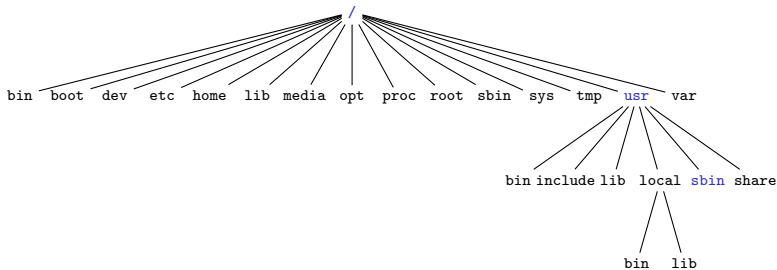 /
bin boot dev etc home lib media opt proc root sbin sys tmp usr var
bin include lib local sbin share
bin lib